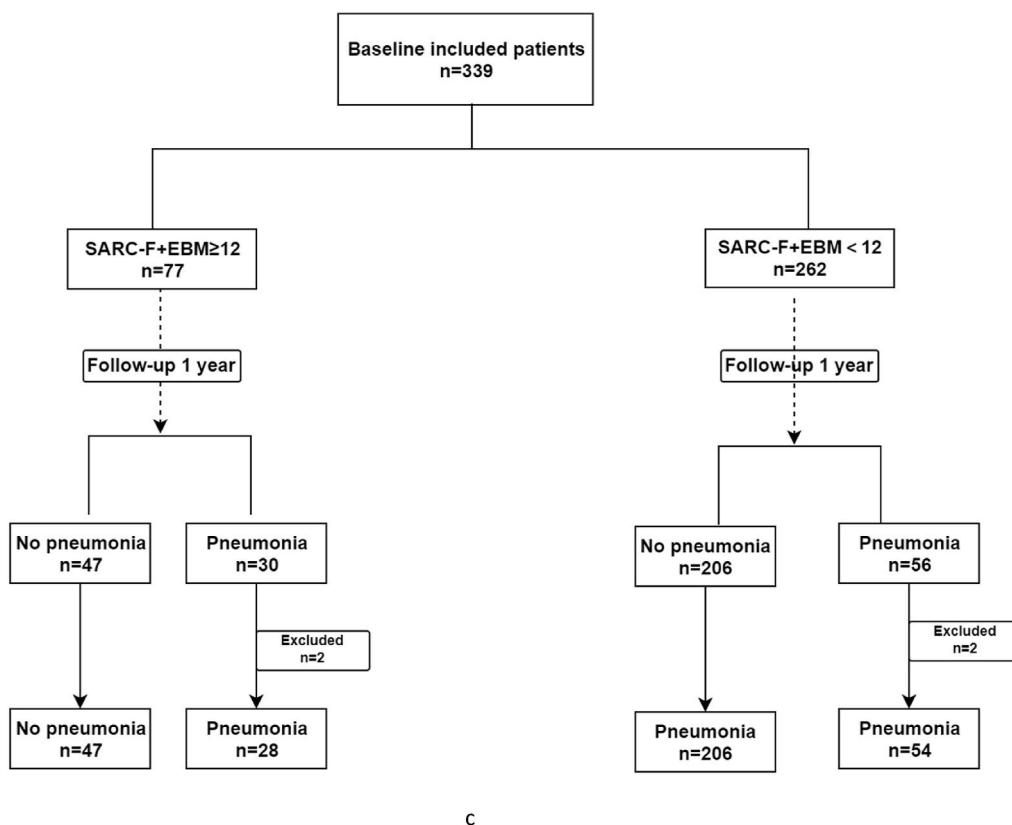 Baseline included patients
n=339
SARC-F+EBM≥12
n=77
SARC-F+EBM < 12
n=262
Follow-up 1 year
Follow-up 1 year
No pneumonia
n=47
Pneumonia
n=30
No pneumonia
n=206
Pneumonia
n=56
Excluded
n=2
Excluded
n=2
No pneumonia
n=47
Pneumonia
n=28
Pneumonia
n=206
Pneumonia
n=54
c